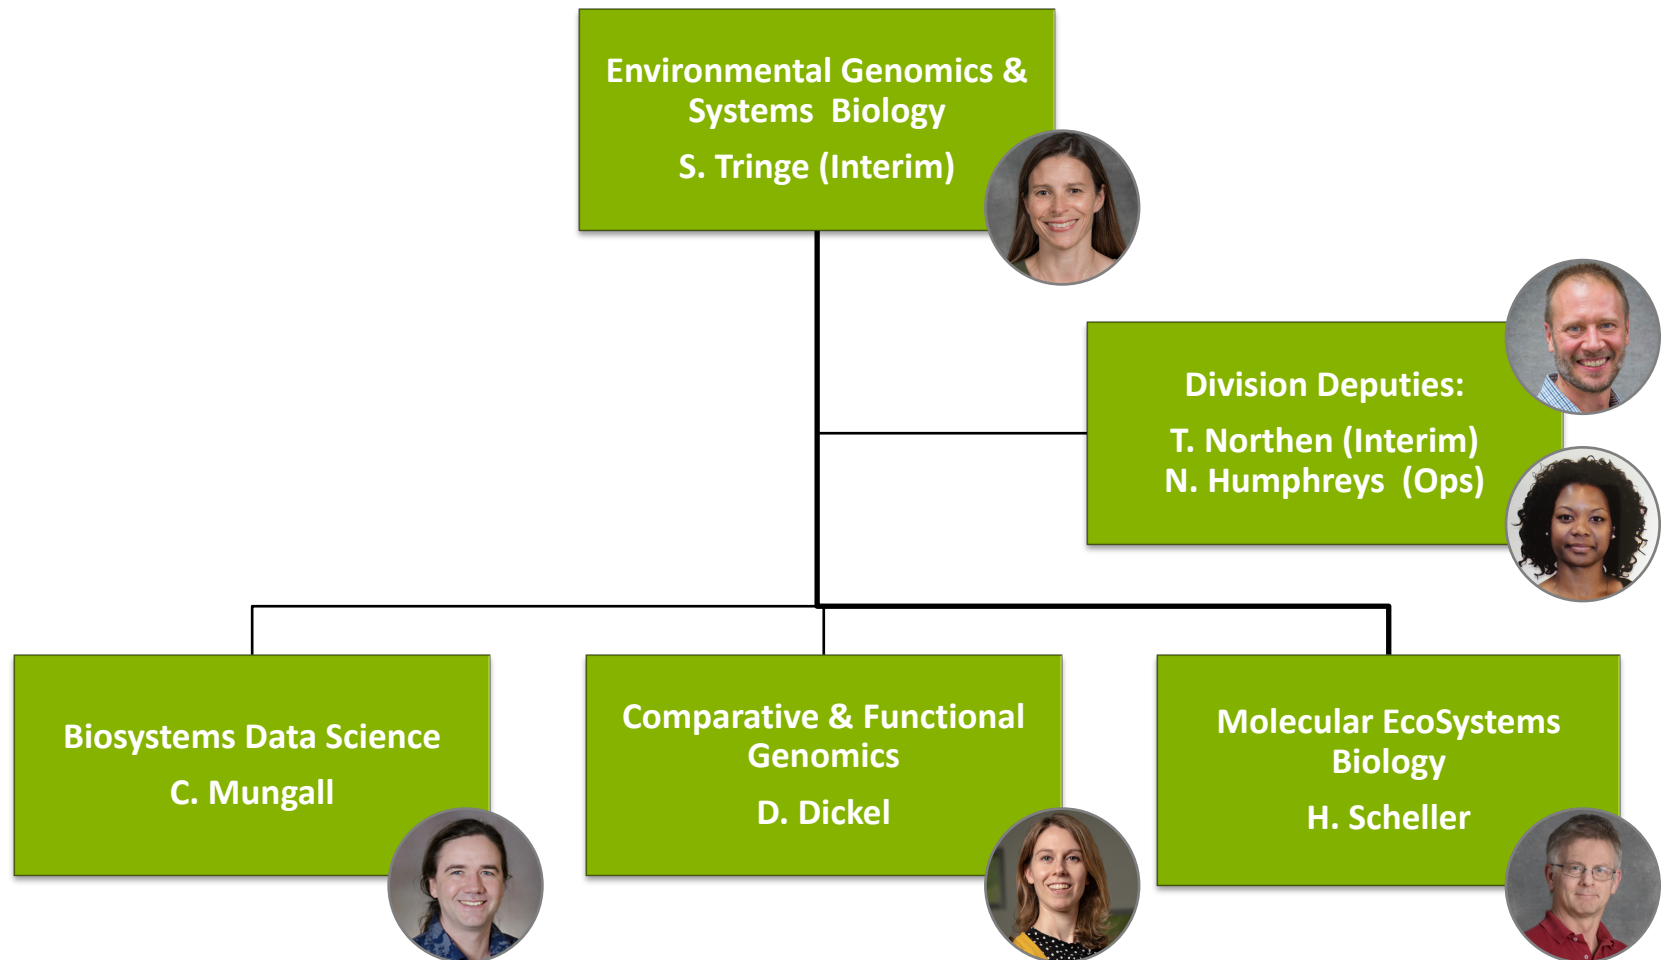 Environmental Genomics &
Systems  Biology
S. Tringe (Interim)
Division Deputies:
T. Northen (Interim)
N. Humphreys  (Ops)
Biosystems Data Science
C. Mungall
Comparative & Functional
Genomics
D. Dickel
Molecular EcoSystems
Biology
H. Scheller